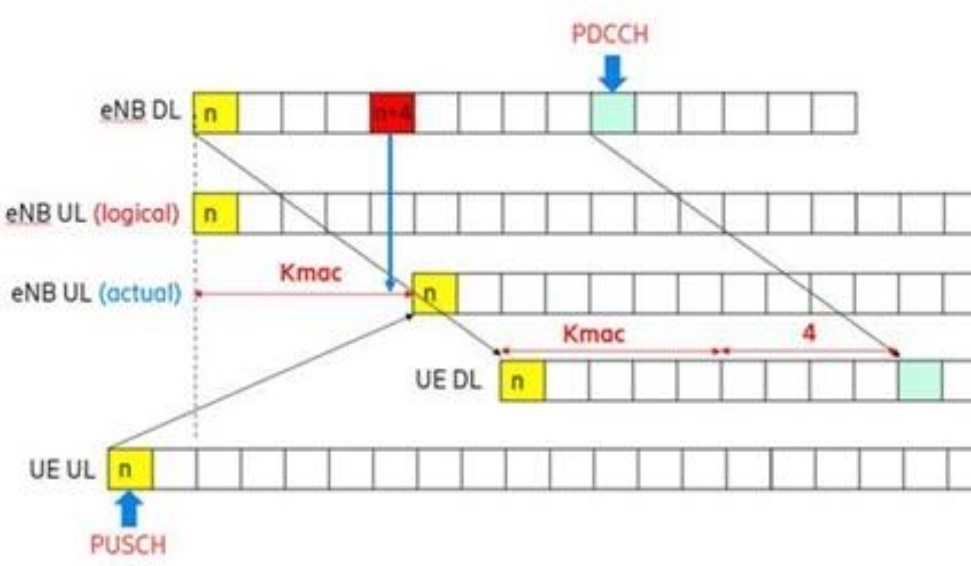 PDCCH
eNB DL
n
n+4
eNB UL (logical)
n
Kmac
eNB UL (actual)
n
Kmac
4
UE DL
n
UE UL
n
PUSCH